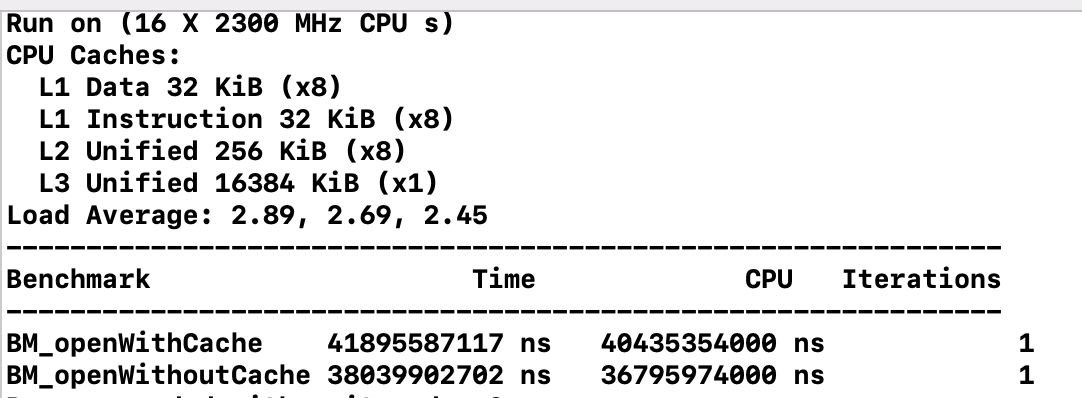 Run on (16 X 2300 MHz CPU s)
CPU Caches:
L1 Data 32 KiB (x8)
L1 Instruction 32 KiB (x8)
L2 Unified 256 KiB (x8)
L3 Unified 16384 KiB (x1)
Load Average: 2.89, 2.69, 2.45
--------------------------------------------------------------
Benchmark Time CPU Iterations
--------------------------------------------------------------
BM_openWithCache 41895587117 ns 40435354000 ns 1
BM_openWithoutCache 38039902702 ns 36795974000 ns 1